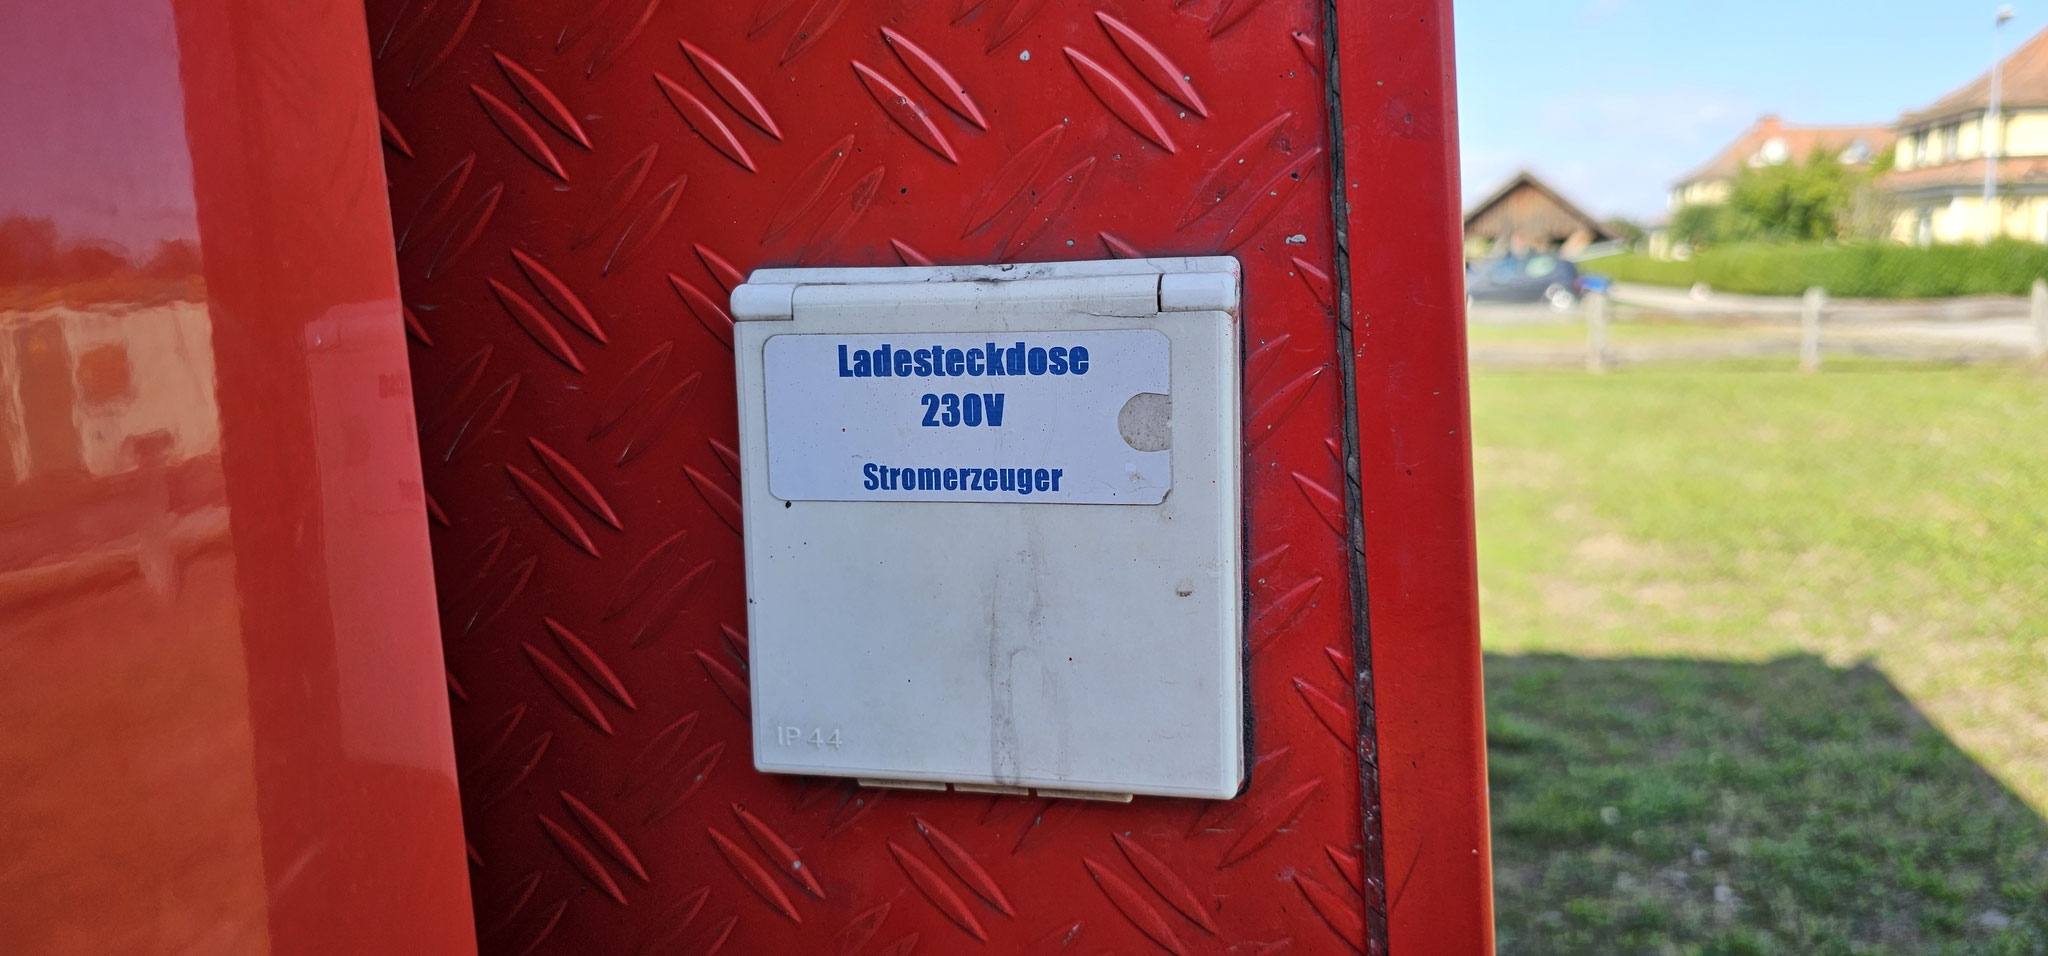 Ladesteckdose
230V
Stromerzeuger
IP 44